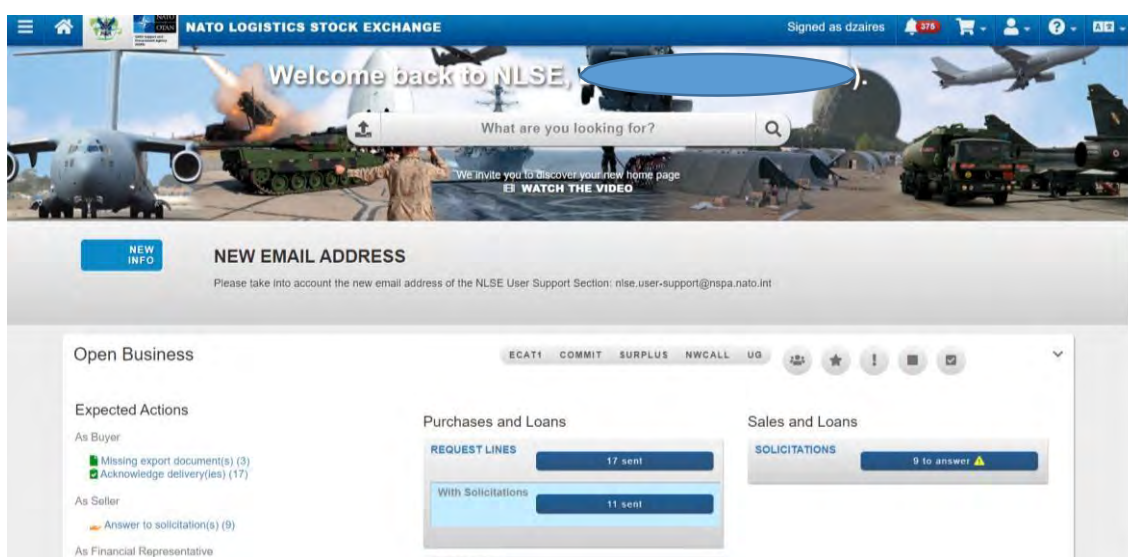 NATO
OTAN
NATO LOGISTICS STOCK EXCHANGE
Signed as dzaires
375
Welcome back to NLSE,
).
What are you looking for?
We invite you to discover your new home page
WATCH THE VIDEO
NEW
INFO
NEW EMAIL ADDRESS
Please take into account the new email address of the NLSE User Support Section: nlse.user-support@nspa.nato.int
Open Business
ECAT1 COMMIT SURPLUS NWCALL UG
Expected Actions
Purchases and Loans
Sales and Loans
As Buyer
REQUEST LINES
17 sent
SOLICITATIONS
9 to answer
Missing export document(s) (3)
Acknowledge delivery(ies) (17)
With Solicitations
11 sent
As Seller
Answer to solicitation(s) (9)
As Financial Representative